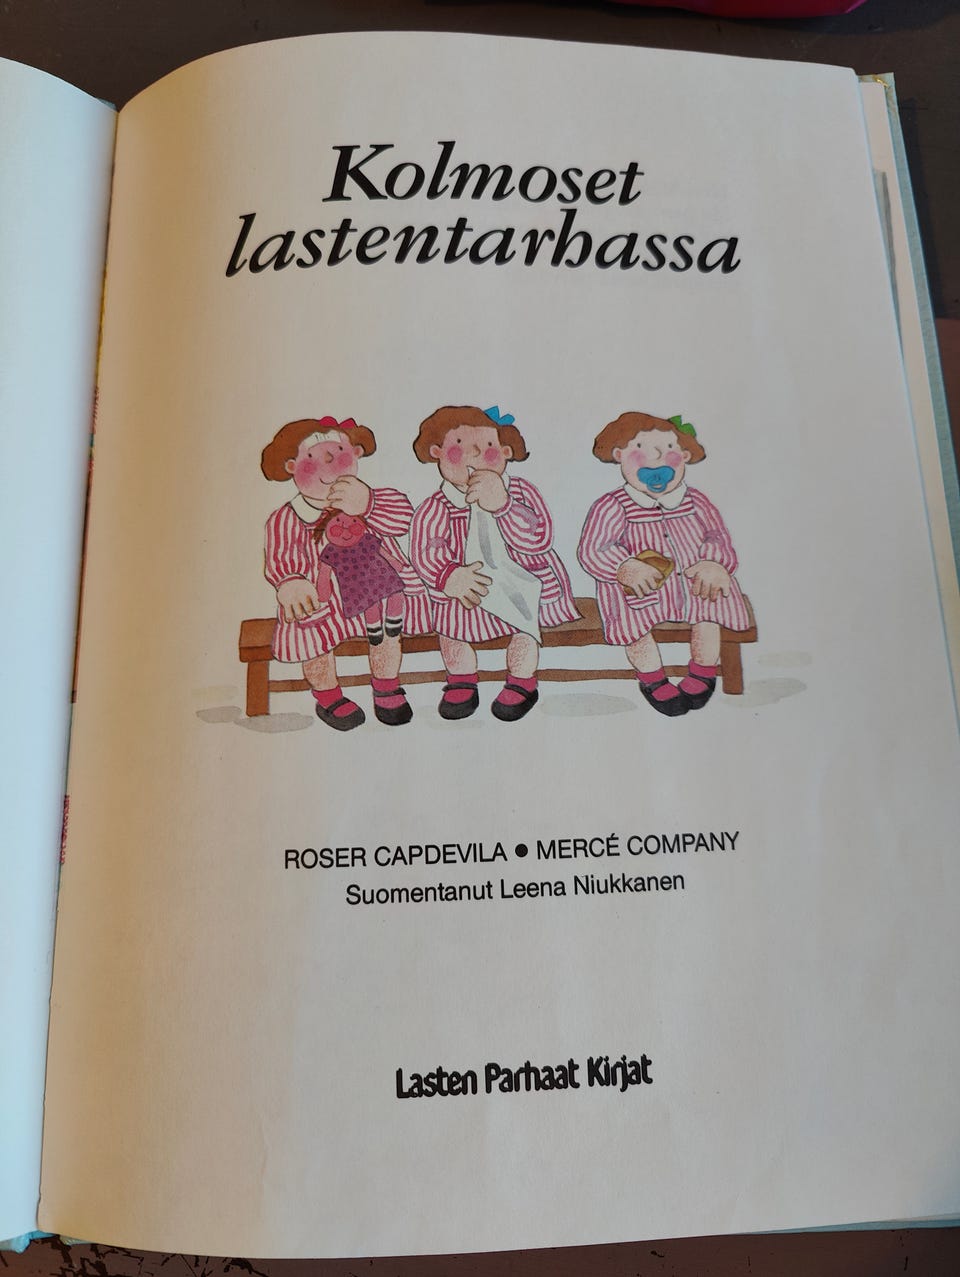 Kolmoset
lastentarhassa
ROSER CAPDEVILA ● MERCÉ COMPANY
Suomentanut Leena Niukkanen
Lasten Parhaat Kirjat